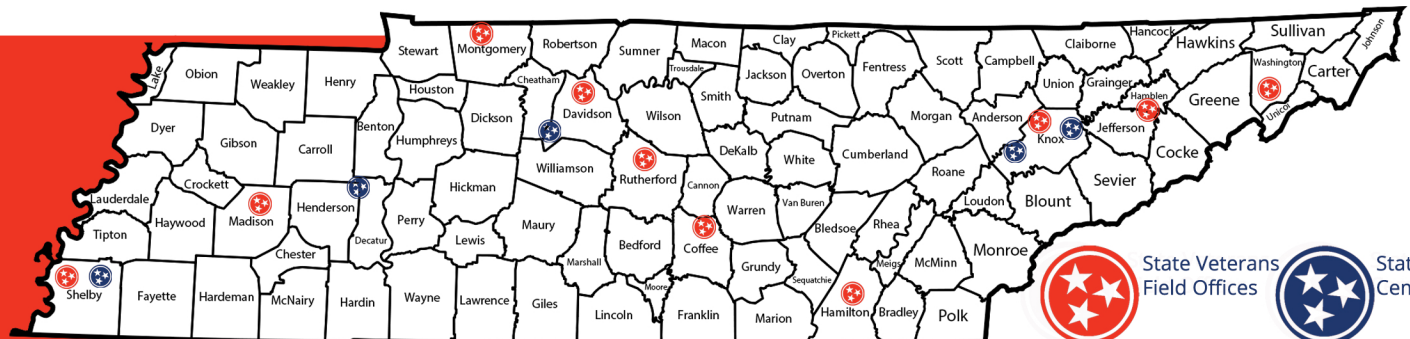 Lake
Obion
Weakley
Henry
Stewart
Montgomery
Robertson
Sumner
Macon
Clay
Pickett
Fentress
Scott
Campbell
Claiborne
Hancock
Hawkins
Sullivan
Johnson
Houston
Cheatham
Trousdale
Jackson
Overton
Union
Grainger
Hamblen
Greene
Washington
Carter
Unicoi
Dyer
Gibson
Carroll
Benton
Humphreys
Dickson
Davidson
Wilson
Smith
Putnam
Morgan
Anderson
Knox
Jefferson
Cocke
Lauderdale
Crockett
Haywood
Madison
Henderson
Decatur
Perry
Hickman
Williamson
Rutherford
Cannon
DeKalb
White
Cumberland
Roane
Loudon
Blount
Sevier
Tipton
Chester
Lewis
Maury
Marshall
Bedford
Coffee
Warren
Van Buren
Bledsoe
Rhea
Meigs
McMinn
Monroe
Shelby
Fayette
Hardeman
McNairy
Hardin
Wayne
Lawrence
Giles
Lincoln
Moore
Franklin
Grundy
Marion
Sequatchie
Hamilton
Bradley
Polk
State Veterans
Field Offices
Stat
Cen